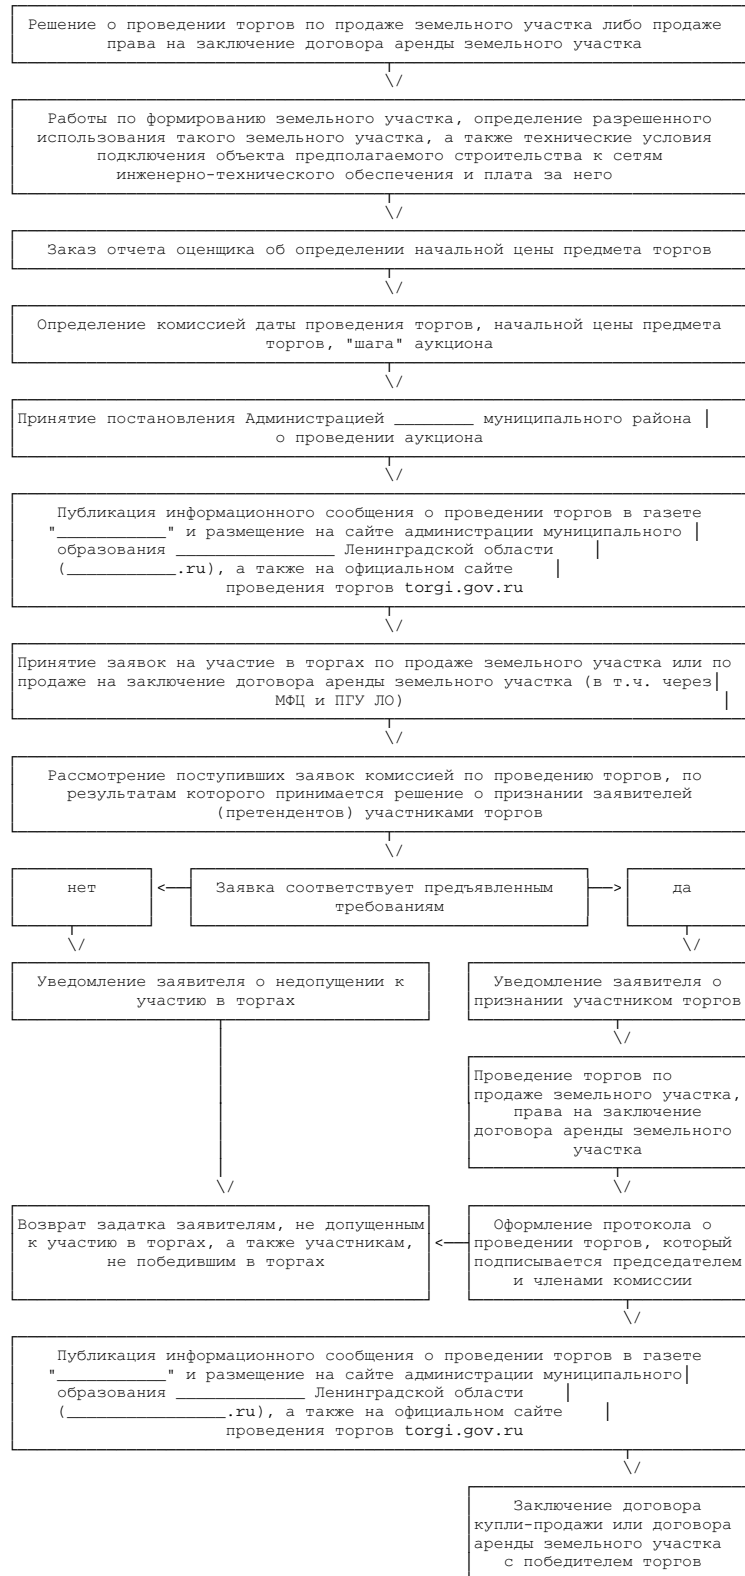 Решение о проведении торгов по продаже земельного участка либо продаже
права на заключение договора аренды земельного участка
\/
Работы по формированию земельного участка, определение разрешенного
использования такого земельного участка, а также технические условия
подключения объекта предполагаемого строительства к сетям
инженерно-технического обеспечения и плата за него
\/
Заказ отчета оценщика об определении начальной цены предмета торгов
\/
Определение комиссией даты проведения торгов, начальной цены предмета
торгов, "шага" аукциона
\/
Принятие постановления Администрацией ________ муниципального района
о проведении аукциона
\/
Публикация информационного сообщения о проведении торгов в газете
"___________" и размещение на сайте администрации муниципального
образования ________________ Ленинградской области
(___________.ru), а также на официальном сайте
проведения торгов torgi.gov.ru
\/
Принятие заявок на участие в торгах по продаже земельного участка или по
продаже на заключение договора аренды земельного участка (в т.ч. через
МФЦ и ПГУ ЛО)
\/
Рассмотрение поступивших заявок комиссией по проведению торгов, по
результатам которого принимается решение о признании заявителей
(претендентов) участниками торгов
\/
нет <── Заявка соответствует предъявленным ──> да
требованиям
\/ \/
Уведомление заявителя о недопущении к
участию в торгах
Уведомление заявителя о
признании участником торгов
\/
Проведение торгов по
продаже земельного участка,
права на заключение
договора аренды земельного
участка
\/ \/
Возврат задатка заявителям, не допущенным
к участию в торгах, а также участникам,
не победившим в торгах
<──
Оформление протокола о
проведении торгов, который
подписывается председателем
и членами комиссии
\/
Публикация информационного сообщения о проведении торгов в газете
"___________" и размещение на сайте администрации муниципального
образования _____________ Ленинградской области
(________________.ru), а также на официальном сайте
проведения торгов torgi.gov.ru
\/
Заключение договора
купли-продажи или договора
аренды земельного участка
с победителем торгов